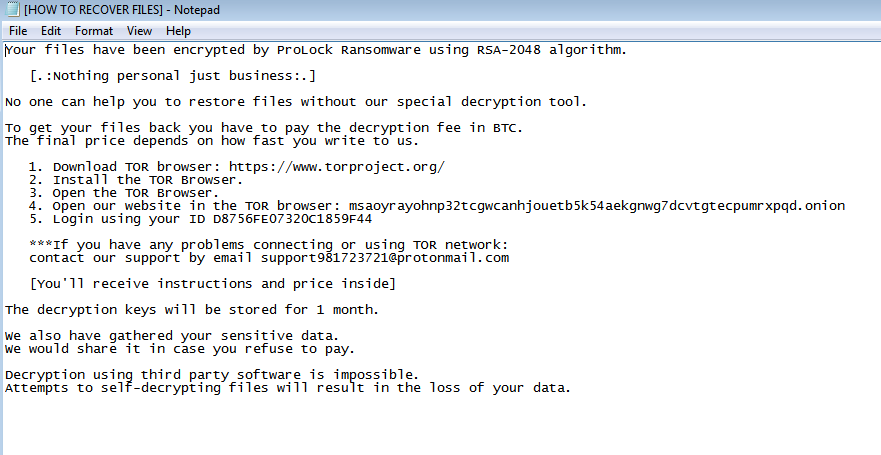 [HOW TO RECOVER FILES] - Notepad
File Edit Format View Help
Your files have been encrypted by ProLock Ransomware using RSA-2048 algorithm.
[.:Nothing personal just business:.]
No one can help you to restore files without our special decryption tool.
To get your files back you have to pay the decryption fee in BTC.
The final price depends on how fast you write to us.
1. Download TOR browser: https://www.torproject.org/
2. Install the TOR Browser.
3. Open the TOR Browser.
4. Open our website in the TOR browser: msaoyrayohnp32tcgwcanhjouetb5k54aekgnwg7dcvtgtecpumrxpqd.onion
5. Login using your ID D8756FE07320C1859F44
***If you have any problems connecting or using TOR network:
contact our support by email support981723721@protonmail.com
[You'll receive instructions and price inside]
The decryption keys will be stored for 1 month.
We also have gathered your sensitive data.
We would share it in case you refuse to pay.
Decryption using third party software is impossible.
Attempts to self-decrypting files will result in the loss of your data.